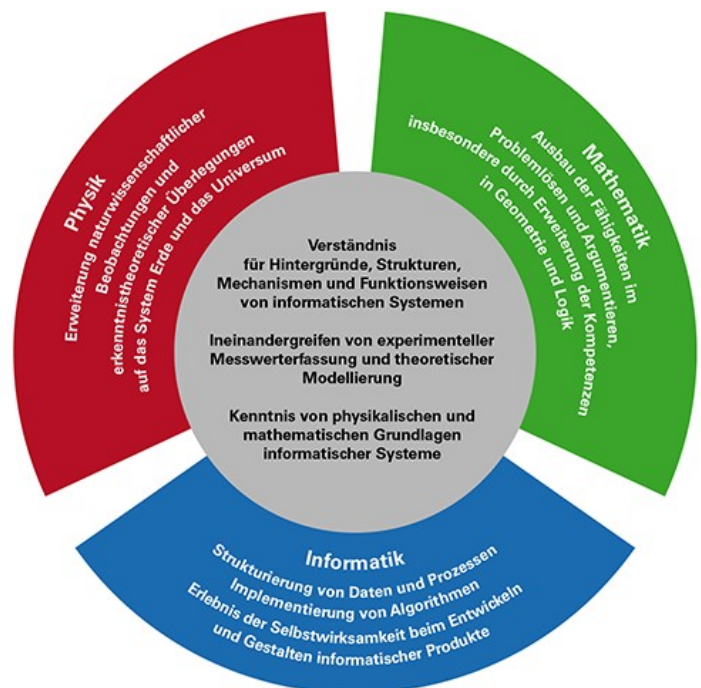 Physik
Erweiterung naturwissenschaftlicher
Beobachtungen und
erkenntnistheoretischer Überlegungen
auf das System Erde und das Universum
Mathematik
Ausbau der Fähigkeiten im
Problemlösen und Argumentieren,
insbesondere durch Erweiterung der Kompetenzen
in Geometrie und Logik
Verständnis
für Hintergründe, Strukturen,
Mechanismen und Funktionsweisen
von informatischen Systemen
Ineinandergreifen von experimenteller
Messwerterfassung und theoretischer
Modellierung
Kenntnis von physikalischen und
mathematischen Grundlagen
informatischer Systeme
Informatik
Strukturierung von Daten und Prozessen
Implementierung von Algorithmen
Erlebnis der Selbstwirksamkeit beim Entwickeln
und Gestalten informatischer Produkte